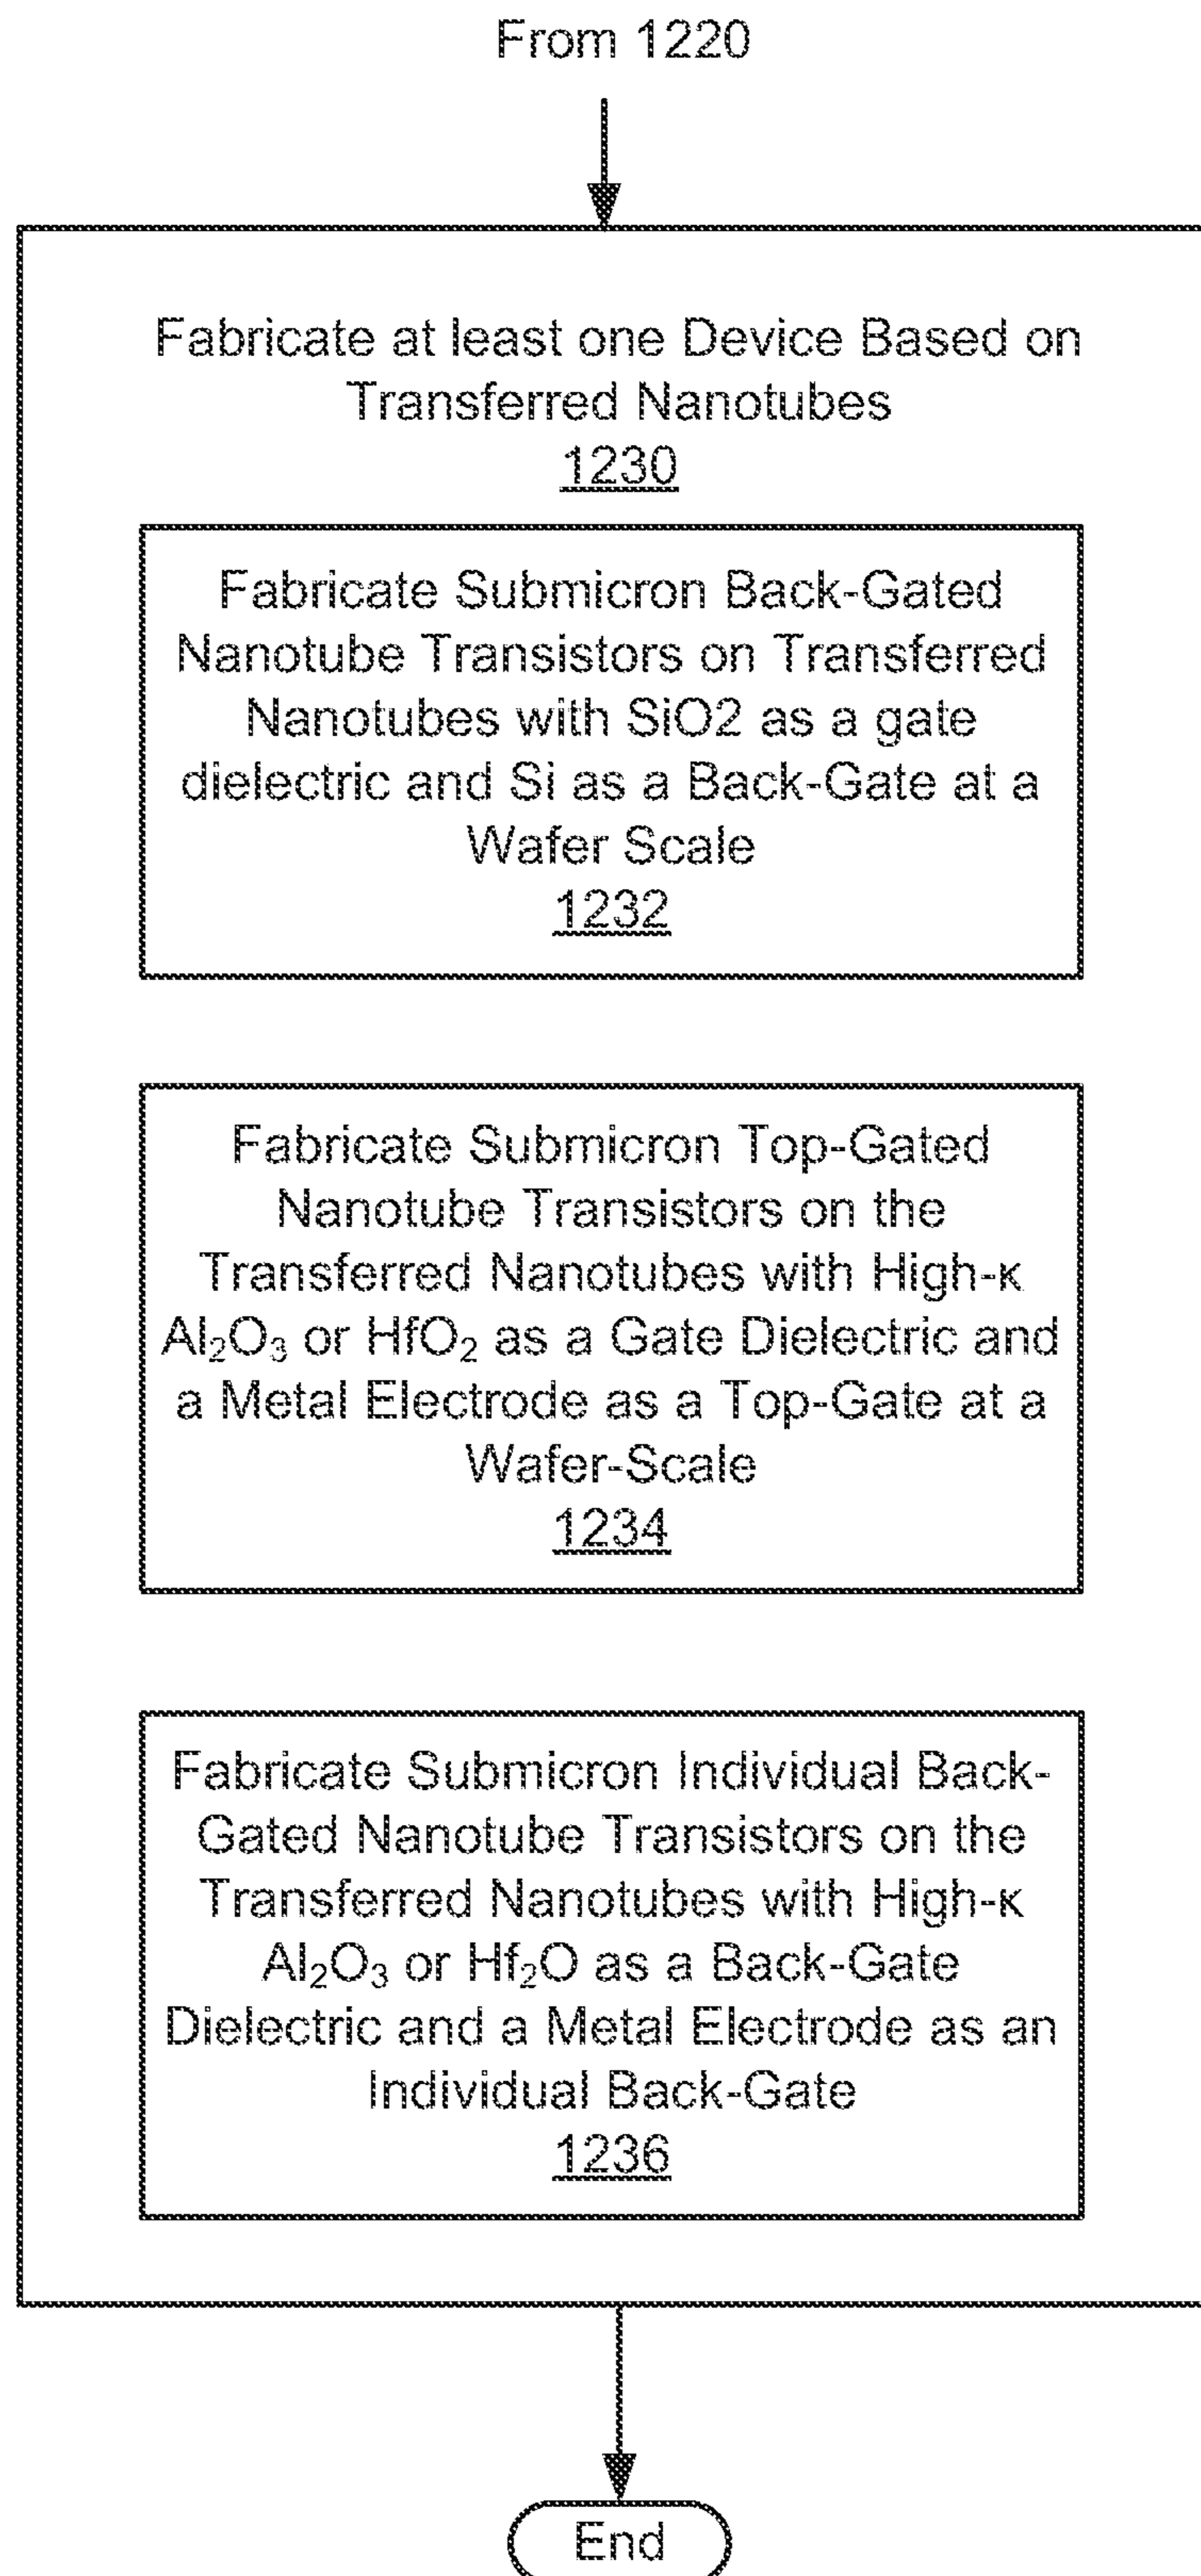 From 1220
Fabricate at least one Device Based on
Transferred Nanotubes
1230
Fabricate Submicron Back-Gated
Nanotube Transistors on Transferred
Nanotubes with SiO2 as a gate
dielectric and Si as a Back-Gate at a
Wafer Scale
1232
Fabricate Submicron Top-Gated
Nanotube Transistors on the
Transferred Nanotubes with High-κ
Al₂O₃ or HfO₂ as a Gate Dielectric and
a Metal Electrode as a Top-Gate at a
Wafer-Scale
1234
Fabricate Submicron Individual Back-
Gated Nanotube Transistors on the
Transferred Nanotubes with High-κ
Al₂O₃ or Hf₂O as a Back-Gate
Dielectric and a Metal Electrode as an
Individual Back-Gate
1236
End